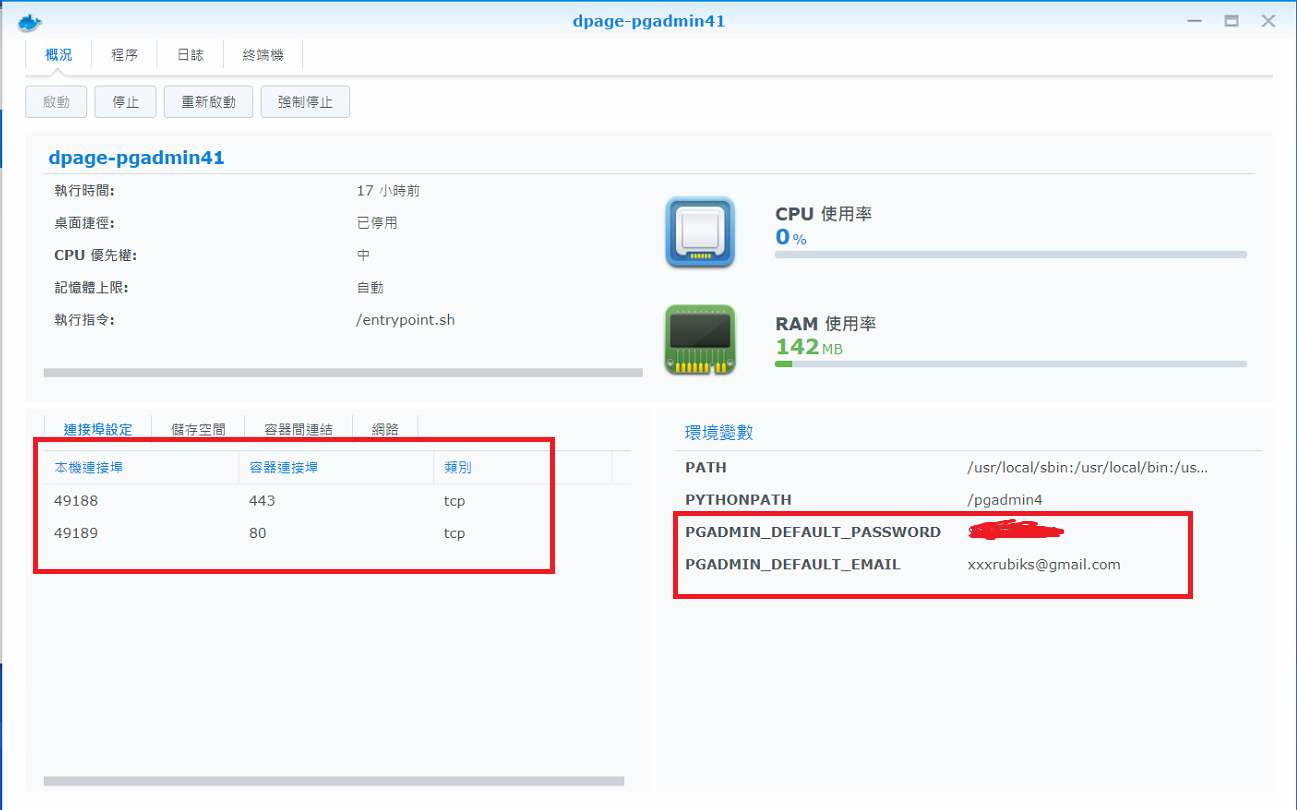 dpage-pgadmin41
概況 程序 日誌 終端機
啟動 停止 重新啟動 強制停止
dpage-pgadmin41
執行時間: 17 小時前
桌面捷徑: 已停用
CPU 優先權: 中
記憶體上限: 自動
執行指令: /entrypoint.sh
CPU 使用率
0 %
RAM 使用率
142 MB
連接埠設定 儲存空間 容器間連結 網路
本機連接埠 容器連接埠 類別
49188 443 tcp
49189 80 tcp
環境變數
PATH /usr/local/sbin:/usr/local/bin:/us...
PYTHONPATH /pgadmin4
PGADMIN_DEFAULT_PASSWORD
PGADMIN_DEFAULT_EMAIL xxxrubiks@gmail.com